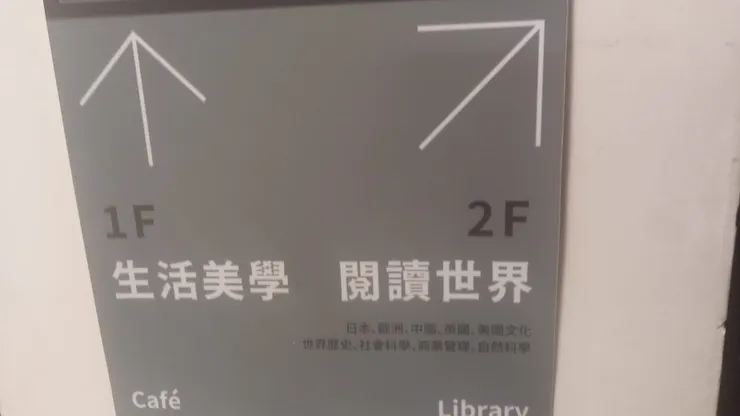 1F
生活美學
Café
2F
閱讀世界
日本、歐洲、中國、英國、美國文化
世界歷史、社會科學、商業管理、自然科學
Library